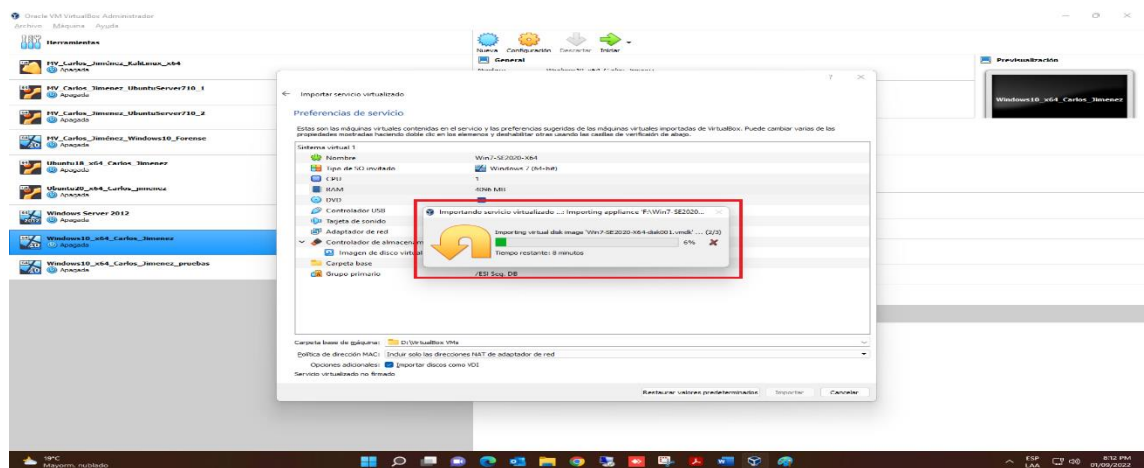 Oracle VM VirtualBox Administrador
Archivo Máquina Ayuda
Herramientas
MV_Carlos_Jiménez_KaliLinux_x64
Apagada
MV_Carlos_Jimenez_UbuntuServer710_1
Apagada
MV_Carlos_Jimenez_UbuntuServer710_2
Apagada
MV_Carlos_Jiménez_Windows10_Forense
Apagada
Ubuntu18_x64_Carlos_Jimenez
Apagada
Ubuntu20_x64_Carlos_Jimenez
Apagada
Windows Server 2012
Apagada
Windows10_x64_Carlos_Jimenez
Apagada
Windows10_x64_Carlos_Jimenez_pruebas
Apagada
Nueva Configuración Descartar Iniciar
General
Previsualización
Windows10_x64_Carlos_Jimenez
Importar servicio virtualizado
Preferencias de servicio
Estas son las máquinas virtuales contenidas en el servicio y las preferencias sugeridas de las máquinas virtuales importadas de VirtualBox. Puede cambiar varias de las
propiedades mostradas haciendo doble clic en los elementos y deshabilitar otras usando las casillas de verificación de abajo.
Sistema virtual 1
Nombre Win7-SE2020-X64
Tipo de SO invitado Windows 7 (64-bit)
CPU 1
RAM 4096 MB
DVD
Controlador USB
Tarjeta de sonido
Adaptador de red
Controlador de almacenam
Imagen de disco virtual
Carpeta base
Grupo primario /ESI Seg. DB
Importando servicio virtualizado ...: Importing appliance 'F:\Win7-SE2020...
Importing virtual disk image 'Win7-SE2020-X64-disk001.vmdk' ... (2/3)
6%
Tiempo restante: 8 minutos
Carpeta base de máquina: D:\VirtualBox VMs
Política de dirección MAC: Incluir solo las direcciones NAT de adaptador de red
Opciones adicionales: Importar discos como VDI
Servicio virtualizado no firmado
Restaurar valores predeterminados Importar Cancelar
19°C
Mayorm. nublado
ESP
LAA
8:12 PM
01/09/2022